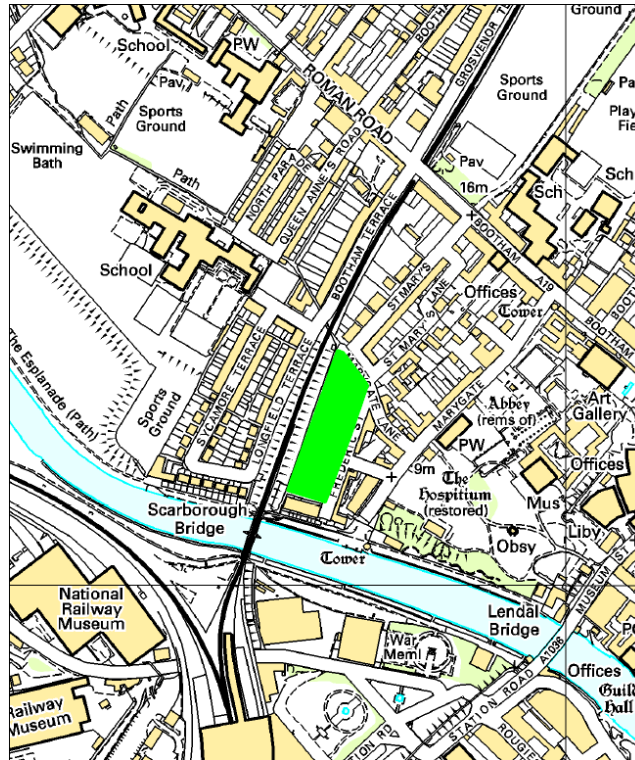 Ground
School
PW
BOOTHAM
GROSVENOR T
Pav
Path
Sports
Ground
ROMAN ROAD
Sports
Ground
Pa
Play
Fie
Swimming
Bath
Path
NORTH PARADE
QUEEN ANNE'S ROAD
Pav
16m
Sch
Sch
School
BOOTHAM TERRACE
BOOTHAM
A19
BOOTHAM
ST MARY'S
ST MARY'S LANE
Offices
Tower
The Esplanade (Path)
Sports
Ground
SYCAMORE TERRACE
LONGFIELD TERRACE
MARYGATE LANE
MARYGATE
Abbey
(rems of)
Art
Gallery
PW
9m
The
Hospitium
(restored)
Offices
Mus
Scarborough
Bridge
Obsy
Liby
Tower
MUSEUM S
National
Railway
Museum
Lendal
Bridge
War
Meml
A1036
STATION ROAD
Offices
Guild
Hall
Railway
Museum
ON RD
ROUGIE